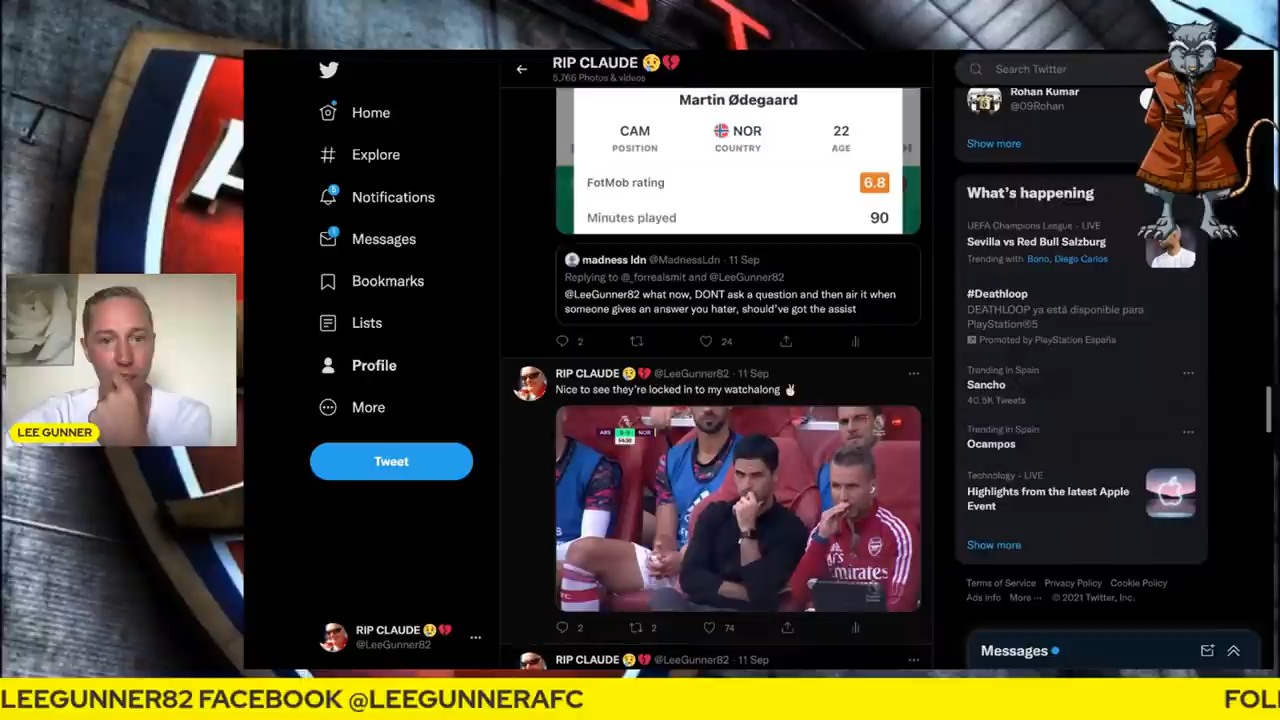 Home
Explore
5
Notifications
1
Messages
Bookmarks
Lists
Profile
More
Tweet
RIP CLAUDE 😢💔
@LeeGunner82
LEE GUNNER
RIP CLAUDE 😢💔
5,766 Photos & videos
Martin Ødegaard
CAM
POSITION
NOR
COUNTRY
22
AGE
FotMob rating
6.8
Minutes played
90
madness ldn @MadnessLdn · 11 Sep
Replying to @_forrealsmit and @LeeGunner82
@LeeGunner82 what now, DONT ask a question and then air it when
someone gives an answer you hater, should've got the assist
2
24
RIP CLAUDE 😢💔 @LeeGunner82 · 11 Sep
Nice to see they're locked in to my watchalong ✌🏻
ARS
NOR
Emirates
2
2
74
RIP CLAUDE 😢💔 @LeeGunner82 · 11 Sep
Search Twitter
Rohan Kumar
@09Rohan
Show more
What's happening
UEFA Champions League · LIVE
Sevilla vs Red Bull Salzburg
Trending with Bono, Diego Carlos
#Deathloop
DEATHLOOP ya está disponible para
PlayStation®5
Promoted by PlayStation España
Trending in Spain
Sancho
40.5K Tweets
Trending in Spain
Ocampos
Technology · LIVE
Highlights from the latest Apple
Event
Show more
Terms of Service Privacy Policy Cookie Policy
Ads info More ··· © 2021 Twitter, Inc.
Messages
LEEGUNNER82 FACEBOOK @LEEGUNNERAFC
FOLL